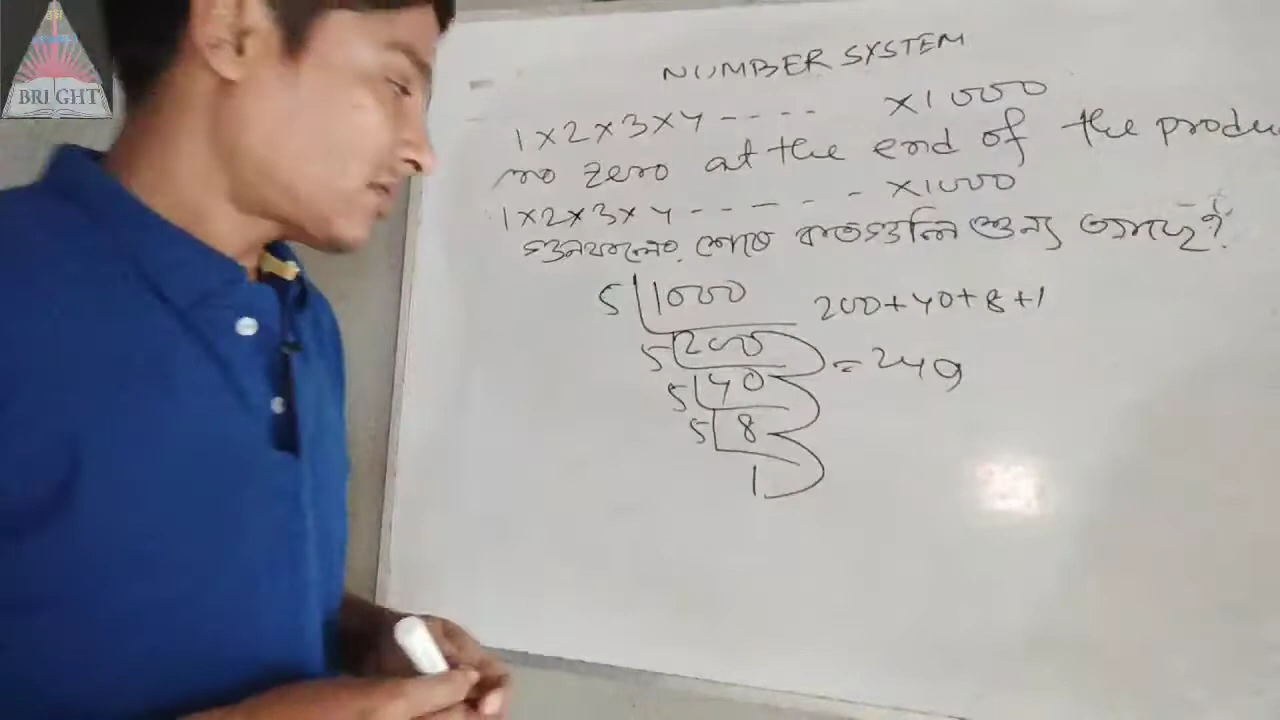 BRIGHT
NUMBER SYSTEM
1×2×3×4---- ×1000
no zero at the end of the produ
1×2×3×4------ ×1000
গুনফলের শেষে কতগুলি শুন্য আছে?
5 1000
5 200
5 40
5 8
1
200+40+8+1
=249